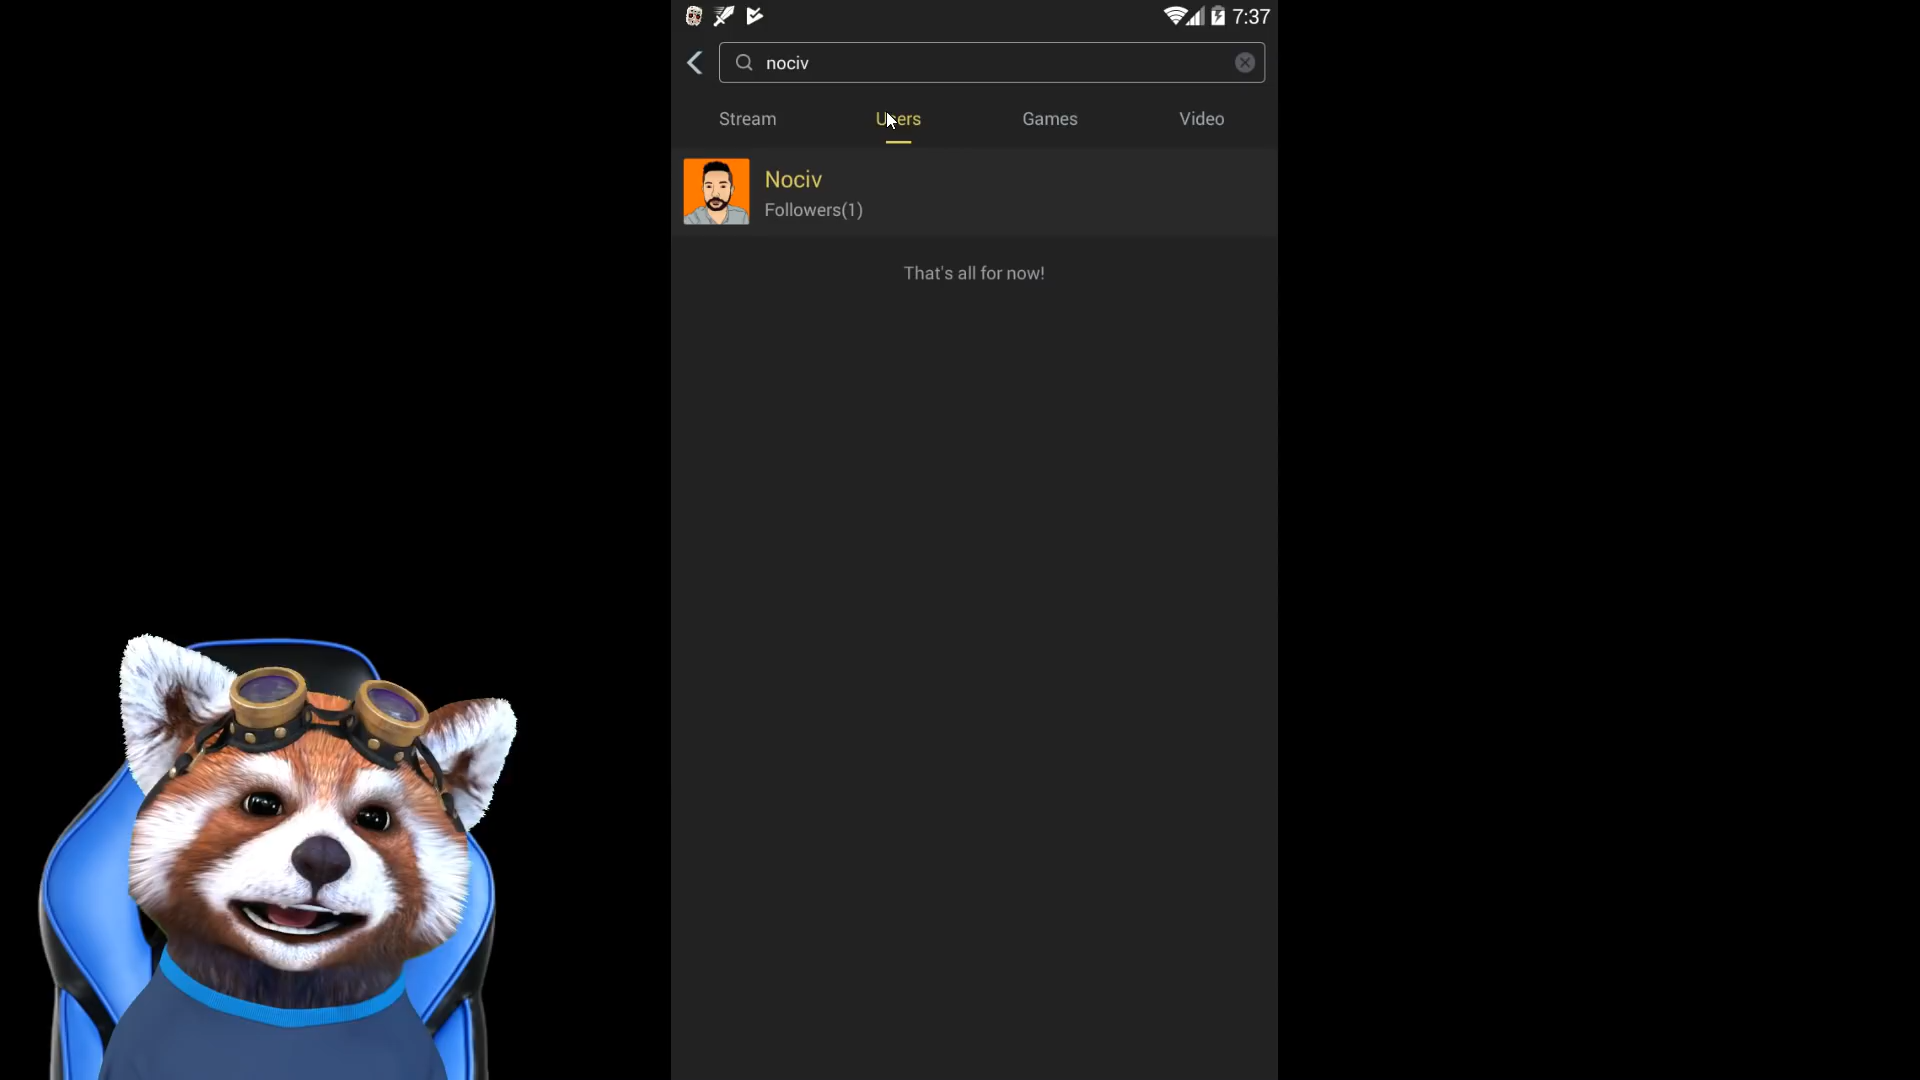 7:37
nociv
Stream Users Games Video
Nociv
Followers(1)
That's all for now!